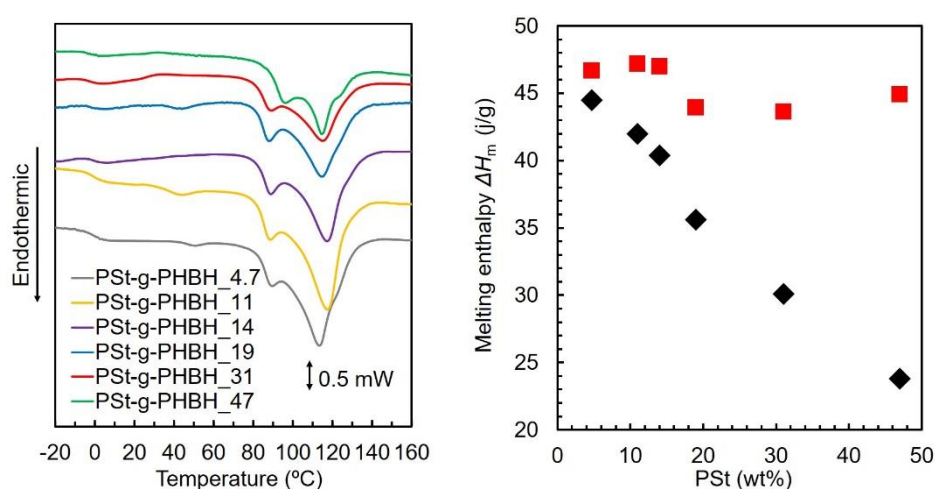 Endothermic
PSt-g-PHBH_4.7
PSt-g-PHBH_11
PSt-g-PHBH_14
PSt-g-PHBH_19
PSt-g-PHBH_31
PSt-g-PHBH_47
0.5 mW
-20 0 20 40 60 80 100 120 140 160
Temperature (ºC)
Melting enthalpy ΔHm (j/g)
50
45
40
35
30
25
20
0 10 20 30 40 50
PSt (wt%)